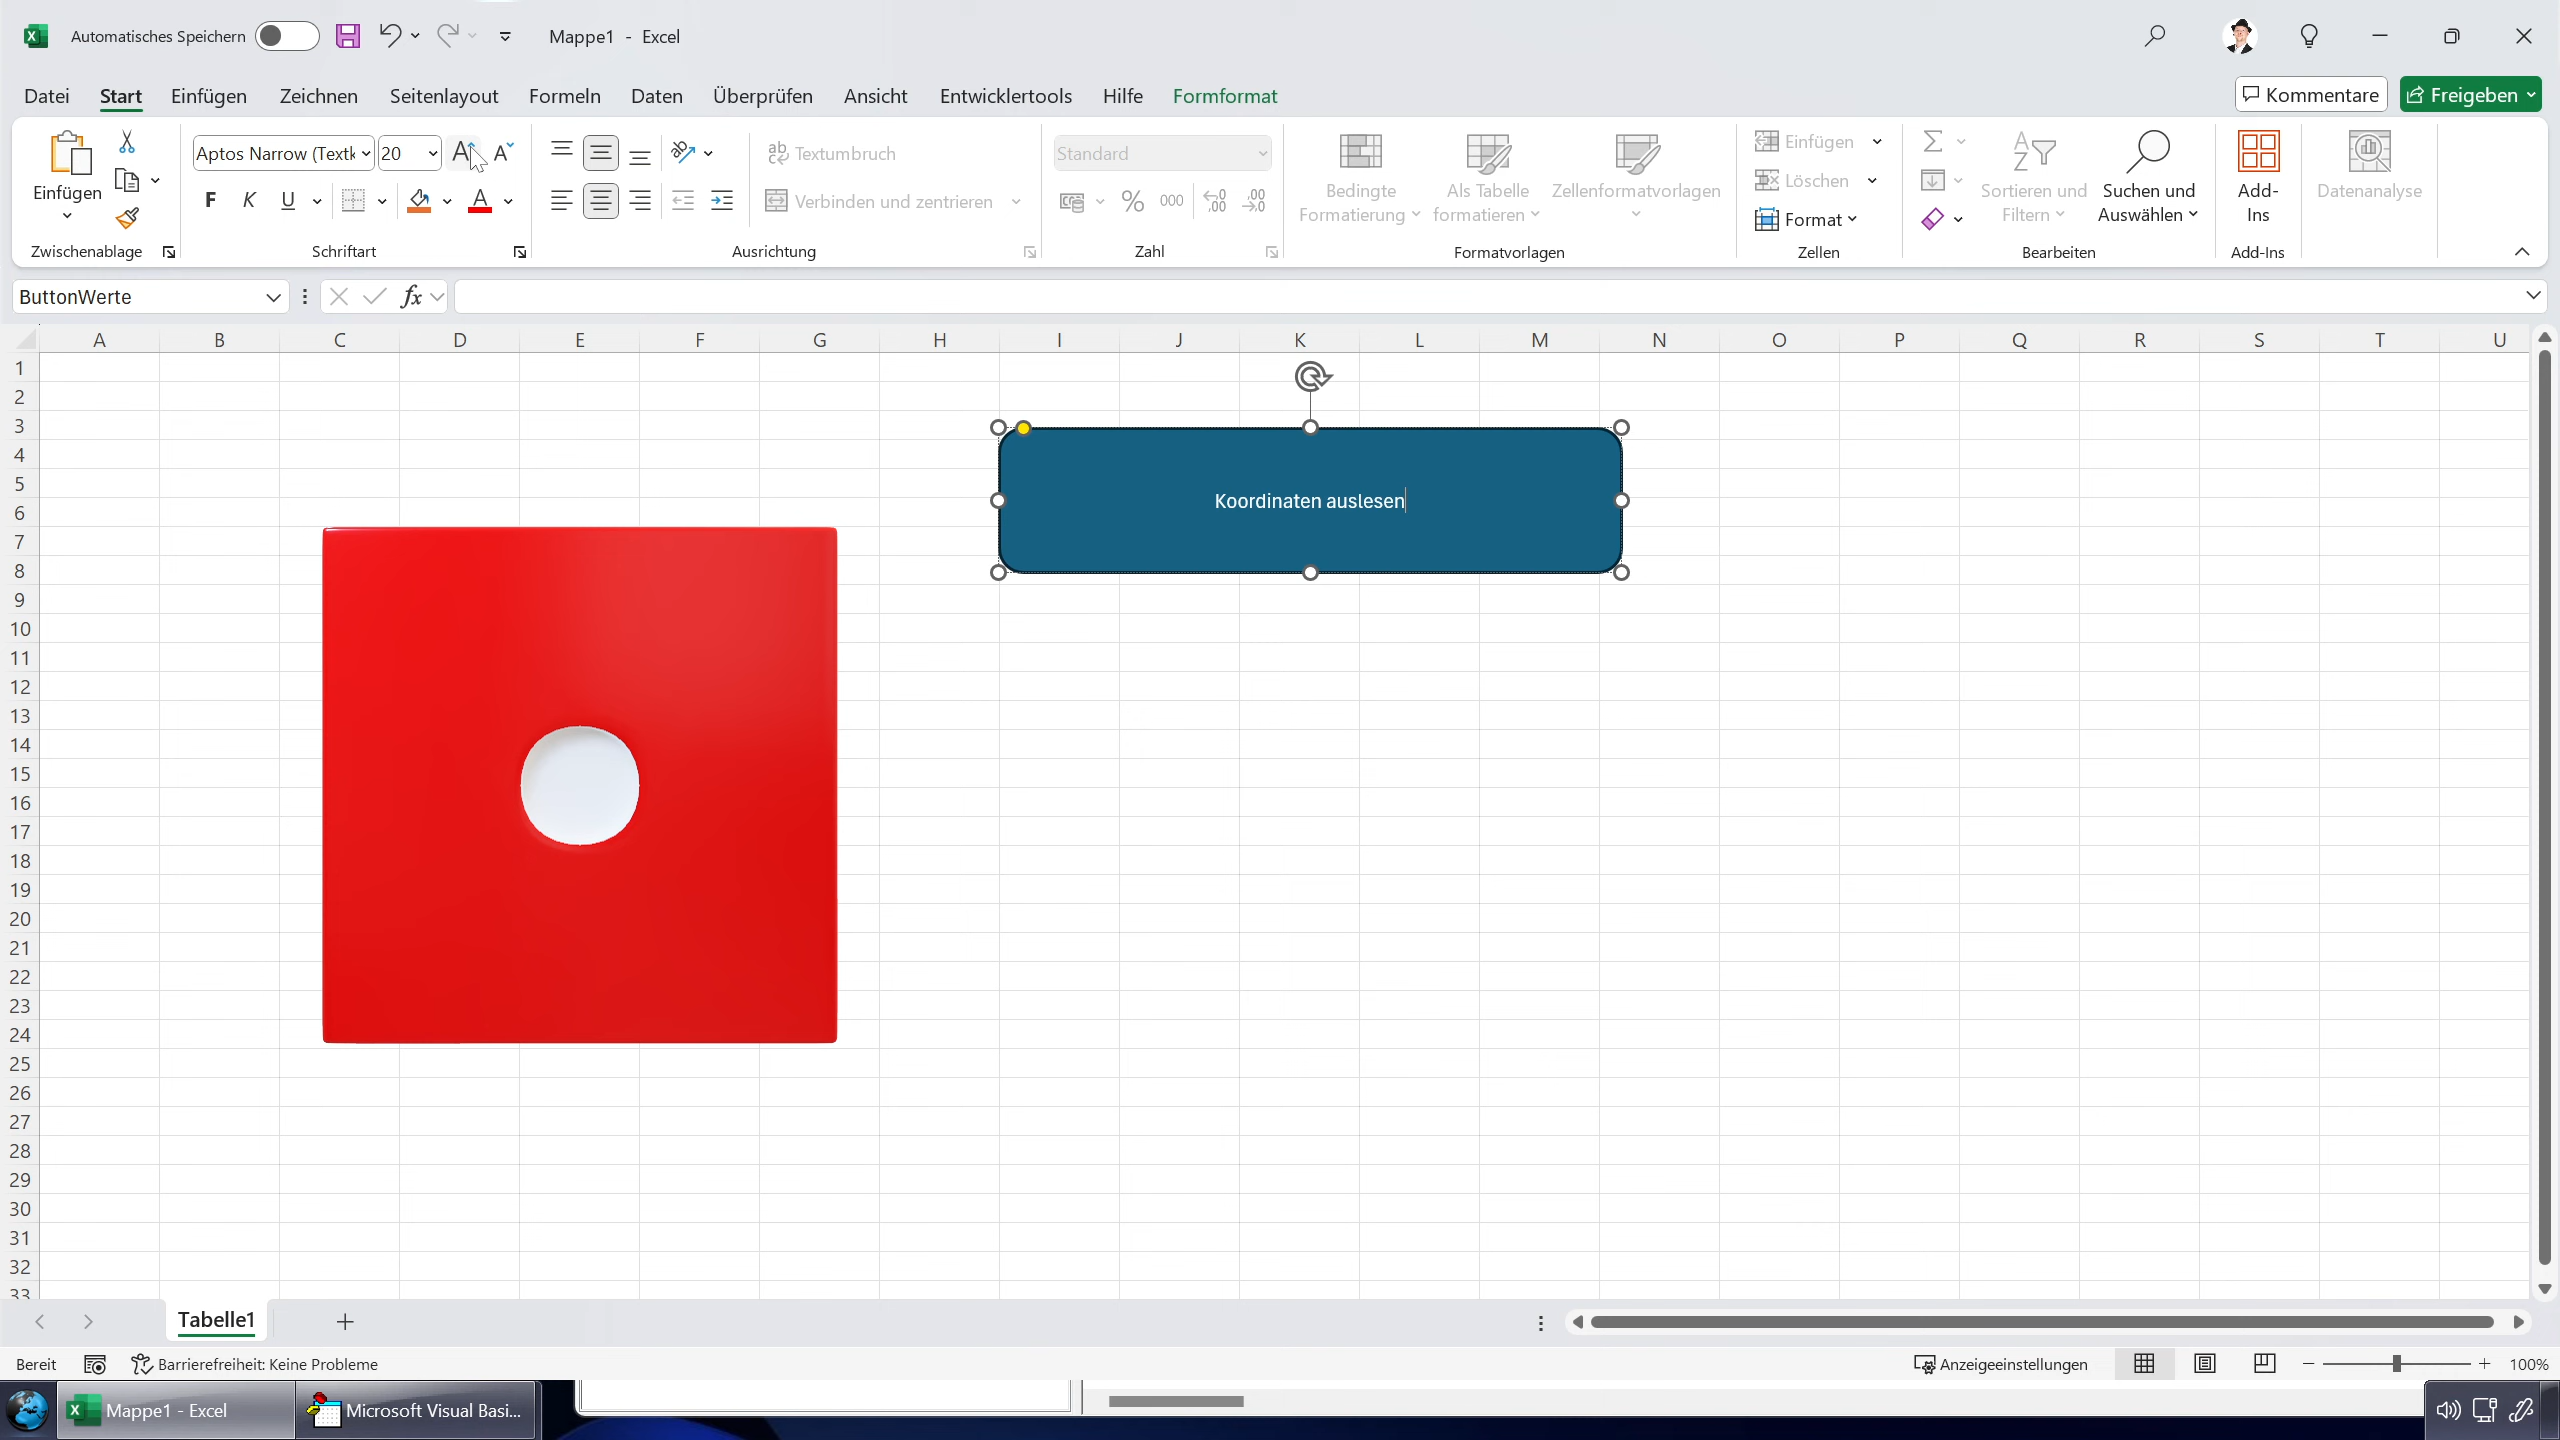 Automatisches Speichern
Mappe1 - Excel
Datei Start Einfügen Zeichnen Seitenlayout Formeln Daten Überprüfen Ansicht Entwicklertools Hilfe Formformat
Kommentare Freigeben
Einfügen
Zwischenablage
Aptos Narrow (Textk 20
F K U
Schriftart
Textumbruch
Verbinden und zentrieren
Ausrichtung
Standard
% 000
Zahl
Bedingte
Formatierung
Als Tabelle
formatieren
Zellenformatvorlagen
Formatvorlagen
Einfügen
Löschen
Format
Zellen
Sortieren und
Filtern
Suchen und
Auswählen
Bearbeiten
Add-
Ins
Add-Ins
Datenanalyse
ButtonWerte
fx
A B C D E F G H I J K L M N O P Q R S T U
1
2
3
4
5
6
7
8
9
10
11
12
13
14
15
16
17
18
19
20
21
22
23
24
25
26
27
28
29
30
31
32
33
Koordinaten auslesen
Tabelle1
Bereit
Barrierefreiheit: Keine Probleme
Anzeigeeinstellungen
100%
Mappe1 - Excel
Microsoft Visual Basi...